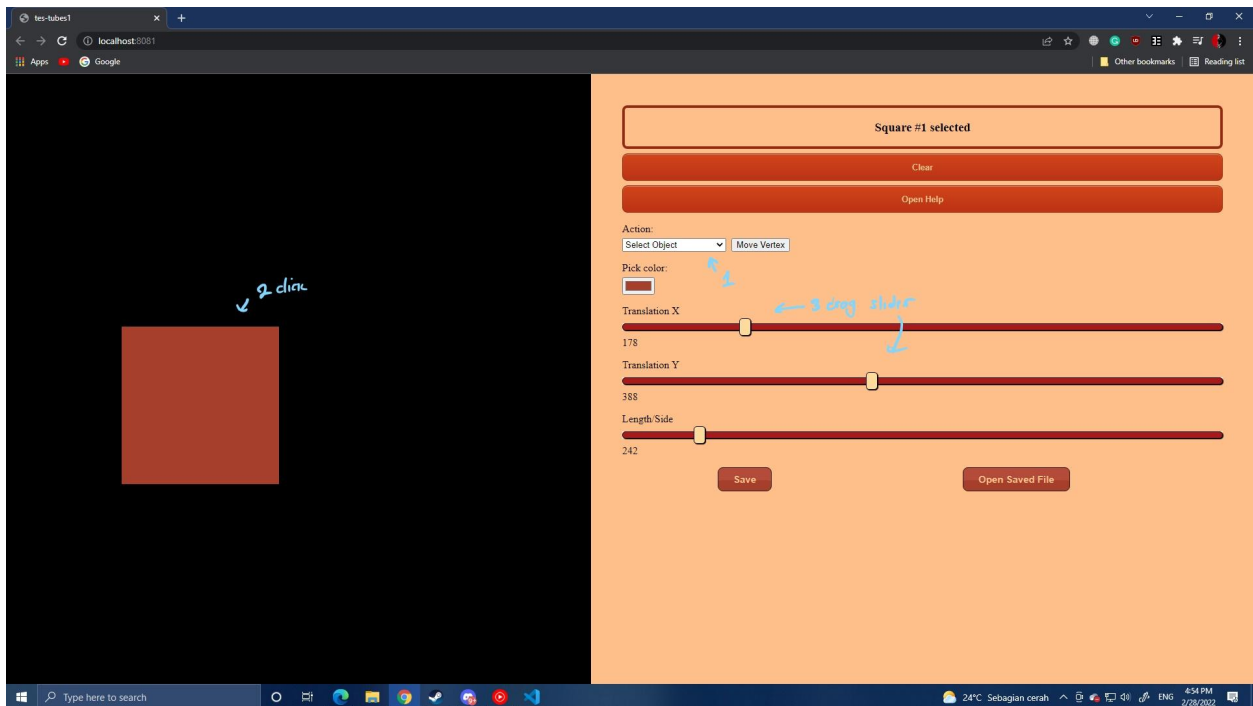 tes-tubes1
localhost:8081
Apps
Google
Other bookmarks
Reading list
Square #1 selected
Clear
Open Help
Action:
Select Object
Move Vertex
1
Pick color:
2 click
3 drag slider
Translation X
178
Translation Y
388
Length/Side
242
Save
Open Saved File
Type here to search
24°C Sebagian cerah
ENG
4:54 PM
2/28/2022